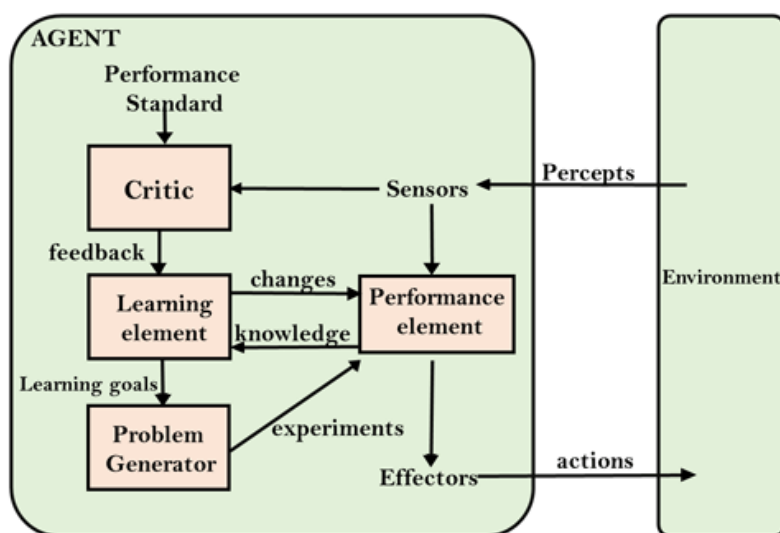 AGENT
Performance
Standard
Critic
Sensors
Percepts
feedback
changes
Environment
Learning
element
Performance
element
knowledge
Learning goals
experiments
Problem
Generator
actions
Effectors